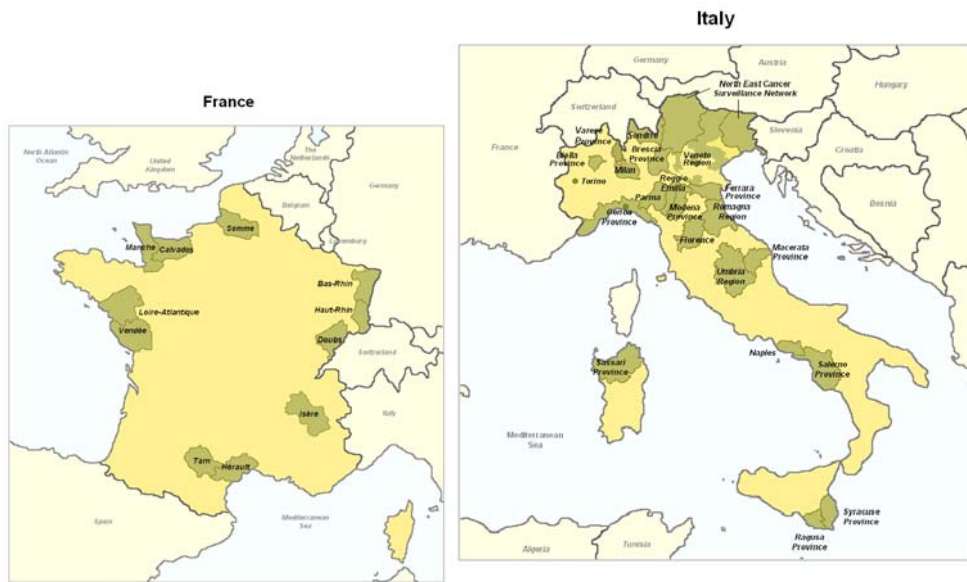 Italy
France
North Atlantic
Ocean
United
Kingdom
The
Netherlands
Germany
Belgium
Luxemburg
Somme
Manche
Calvados
Bas-Rhin
Haut-Rhin
Loire-Atlantique
Vendée
Doubs
Switzerland
Isère
Italy
Tarn
Hérault
Spain
Mediterranean
Sea
Germany
Austria
Hungary
North East Cancer
Surveillance Network
Switzerland
Slovenia
France
Croatia
Varese
Province
Sondrio
Biella
Province
Brescia
Province
Veneto
Region
Milan
Torino
Reggio
Emilia
Parma
Ferrara
Province
Modena
Province
Romagna
Region
Genoa
Province
Bosnia
Florence
Macerata
Province
Umbria
Region
Naples
Salerno
Province
Sassari
Province
Mediterranean
Sea
Syracuse
Province
Ragusa
Province
Algeria
Tunisia